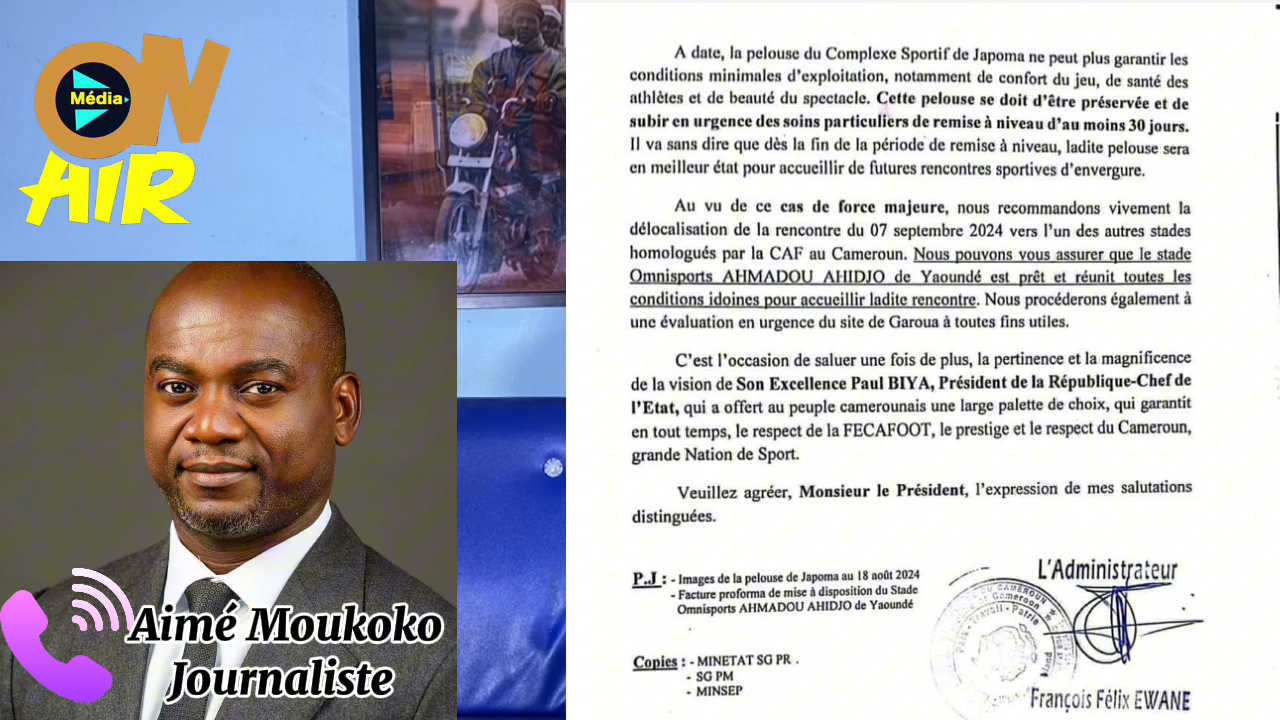 ON
Média
AIR
Aimé Moukoko
Journaliste
A date, la pelouse du Complexe Sportif de Japoma ne peut plus garantir les
conditions minimales d'exploitation, notamment de confort du jeu, de santé des
athlètes et de beauté du spectacle. Cette pelouse se doit d'être préservée et de
subir en urgence des soins particuliers de remise à niveau d'au moins 30 jours.
Il va sans dire que dès la fin de la période de remise à niveau, ladite pelouse sera
en meilleur état pour accueillir de futures rencontres sportives d'envergure.
Au vu de ce cas de force majeure, nous recommandons vivement la
délocalisation de la rencontre du 07 septembre 2024 vers l'un des autres stades
homologués par la CAF au Cameroun. Nous pouvons vous assurer que le stade
Omnisports AHMADOU AHIDJO de Yaoundé est prêt et réunit toutes les
conditions idoines pour accueillir ladite rencontre. Nous procéderons également à
une évaluation en urgence du site de Garoua à toutes fins utiles.
C'est l'occasion de saluer une fois de plus, la pertinence et la magnificence
de la vision de Son Excellence Paul BIYA, Président de la République-Chef de
l'Etat, qui a offert au peuple camerounais une large palette de choix, qui garantit
en tout temps, le respect de la FECAFOOT, le prestige et le respect du Cameroun,
grande Nation de Sport.
Veuillez agréer, Monsieur le Président, l'expression de mes salutations
distinguées.
P.J : - Images de la pelouse de Japoma au 18 août 2024
- Facture proforma de mise à disposition du Stade
Omnisports AHMADOU AHIDJO de Yaoundé
L'Administrateur
Travail - Patrie
Copies : - MINETAT SG PR .
- SG PM
- MINSEP
François Félix EWANE